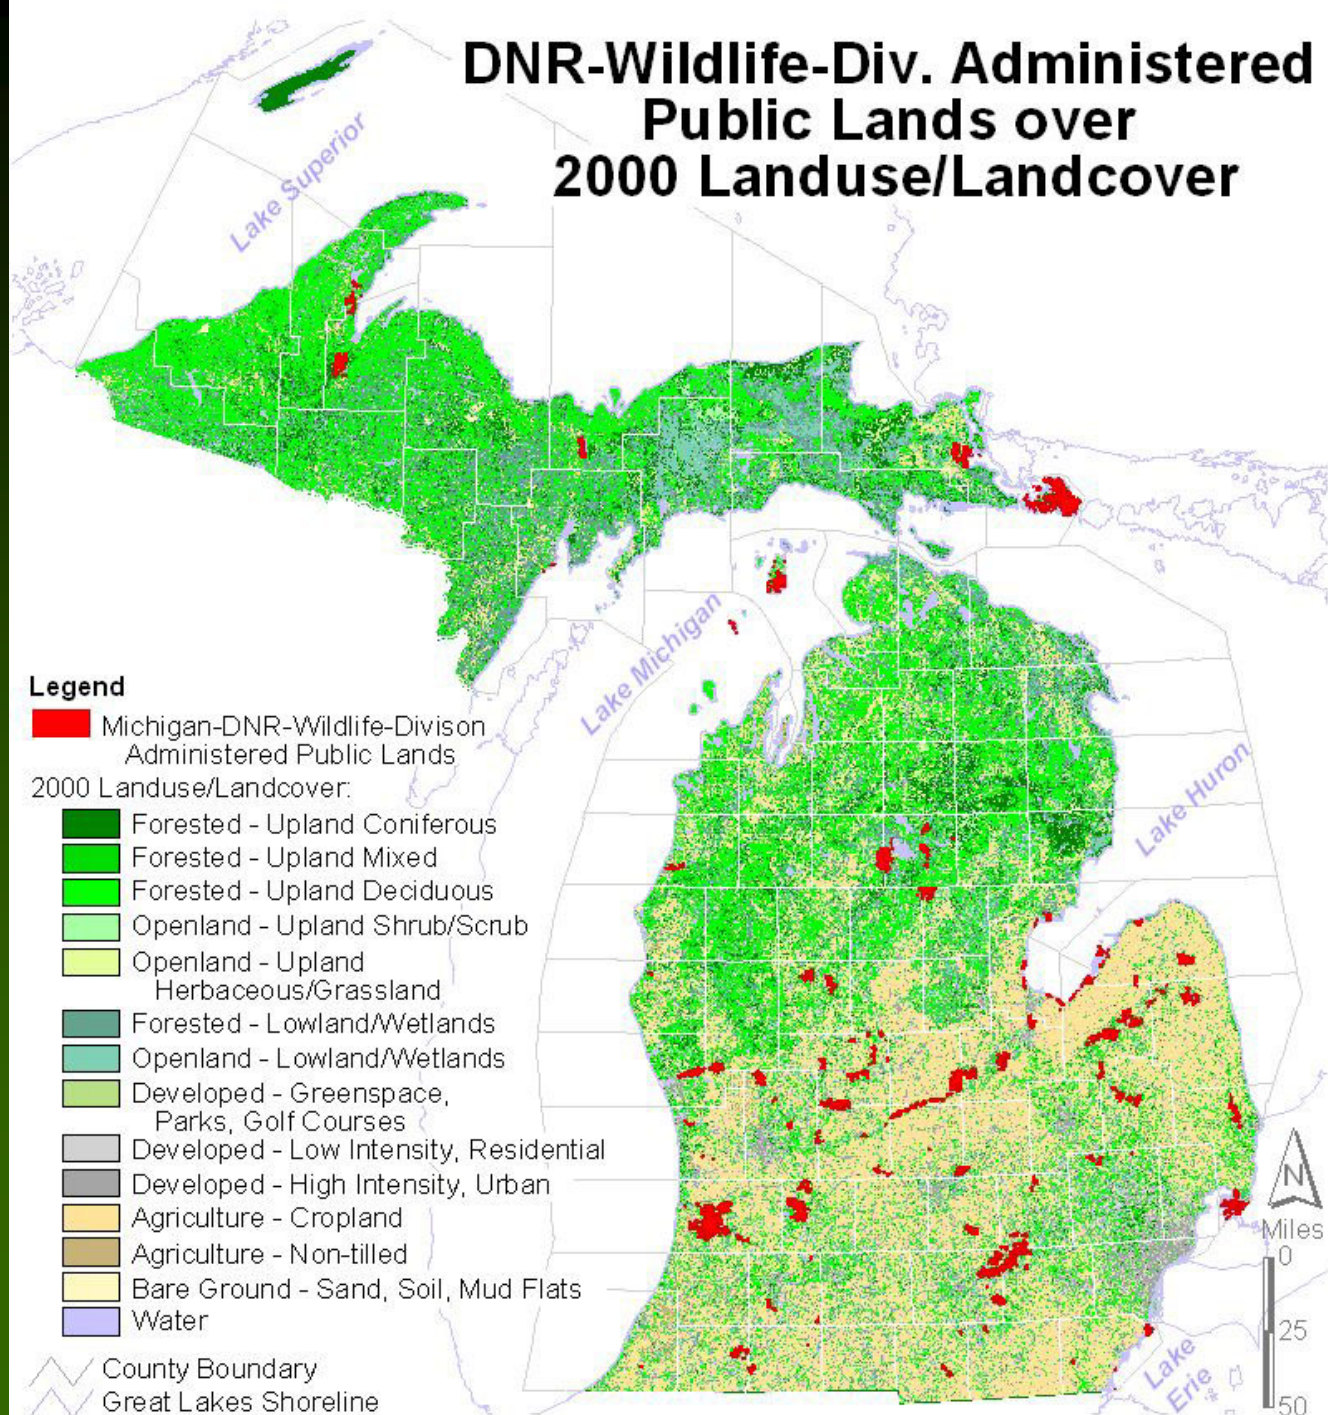 DNR-Wildlife-Div. Administered
Public Lands over
2000 Landuse/Landcover
Lake Superior
Lake Michigan
Lake Huron
Legend
Michigan-DNR-Wildlife-Divison
Administered Public Lands
2000 Landuse/Landcover:
Forested - Upland Coniferous
Forested - Upland Mixed
Forested - Upland Deciduous
Openland - Upland Shrub/Scrub
Openland - Upland
Herbaceous/Grassland
Forested - Lowland/Wetlands
Openland - Lowland/Wetlands
Developed - Greenspace,
Parks, Golf Courses
Developed - Low Intensity, Residential
Developed - High Intensity, Urban
Agriculture - Cropland
Agriculture - Non-tilled
Bare Ground - Sand, Soil, Mud Flats
Water
County Boundary
Great Lakes Shoreline
N
Miles
0
25
50
Lake
Erie